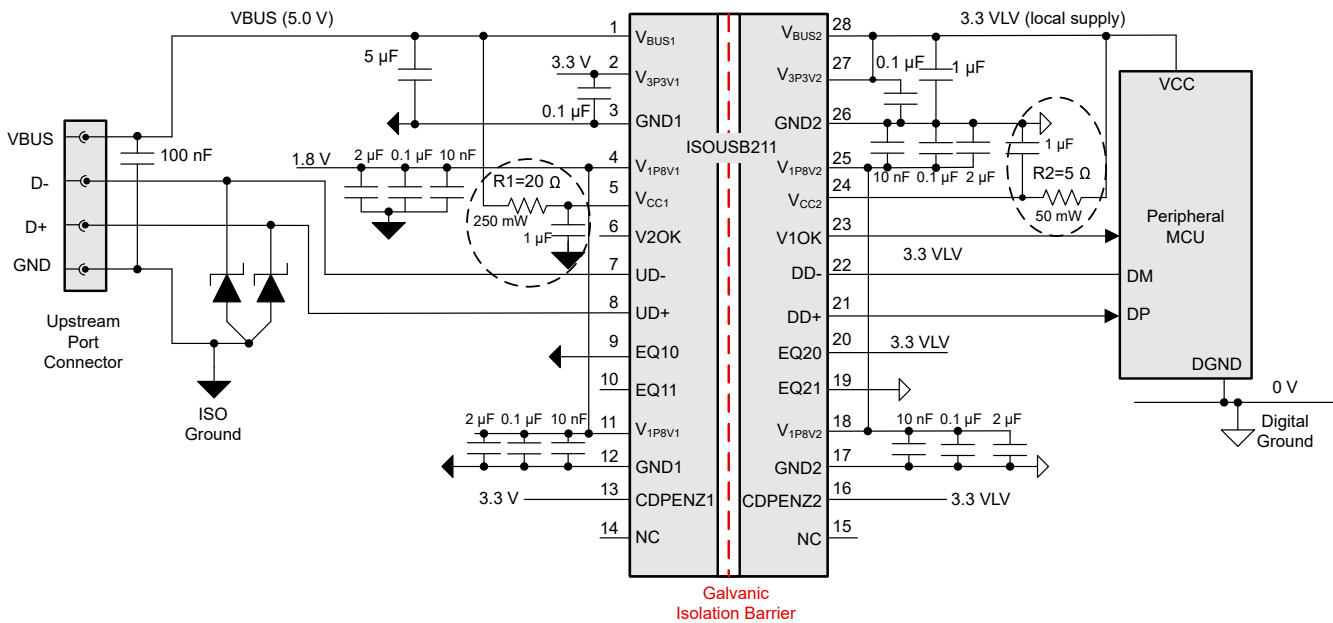 VBUS (5.0 V)
3.3 VLV (local supply)
5 µF
3.3 V
0.1 µF
100 nF
VBUS
D-
D+
GND
Upstream
Port
Connector
ISO
Ground
1.8 V
2 µF 0.1 µF 10 nF
R1=20 Ω
250 mW
1 µF
2 µF 0.1 µF 10 nF
3.3 V
1 VBUS1
2 V3P3V1
3 GND1
4 V1P8V1
5 VCC1
6 V2OK
7 UD-
8 UD+
9 EQ10
10 EQ11
11 V1P8V1
12 GND1
13 CDPENZ1
14 NC
ISOUSB211
VBUS2 28
V3P3V2 27
GND2 26
V1P8V2 25
VCC2 24
V1OK 23
DD- 22
DD+ 21
EQ20 20
EQ21 19
V1P8V2 18
GND2 17
CDPENZ2 16
NC 15
0.1 µF
1 µF
10 nF 0.1 µF 2 µF
1 µF
R2=5 Ω
50 mW
3.3 VLV
3.3 VLV
10 nF 0.1 µF 2 µF
3.3 VLV
VCC
Peripheral
MCU
DM
DP
DGND
0 V
Digital
Ground
Galvanic
Isolation Barrier